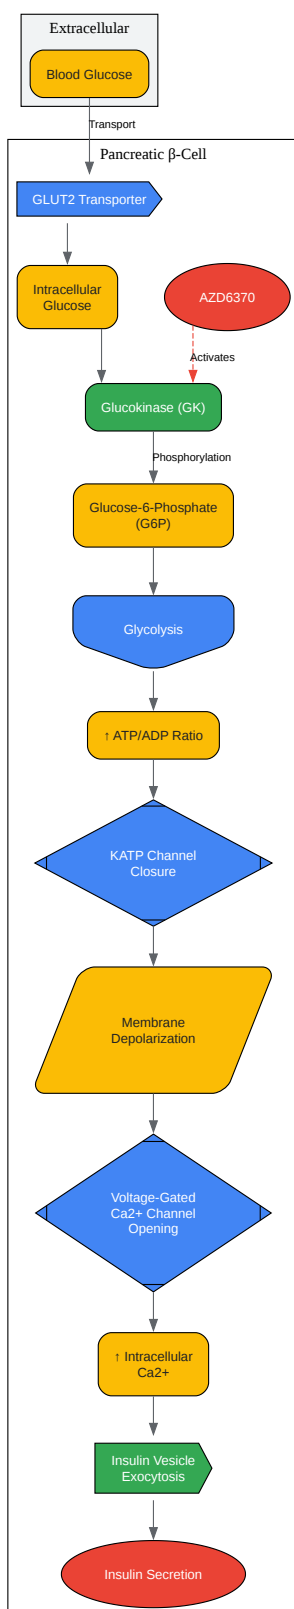 Extracellular
Blood Glucose
Transport
Pancreatic β-Cell
GLUT2 Transporter
Intracellular
Glucose
AZD6370
Activates
Glucokinase (GK)
Phosphorylation
Glucose-6-Phosphate
(G6P)
Glycolysis
↑ ATP/ADP Ratio
KATP Channel
Closure
Membrane
Depolarization
Voltage-Gated
Ca2+ Channel
Opening
↑ Intracellular
Ca2+
Insulin Vesicle
Exocytosis
Insulin Secretion